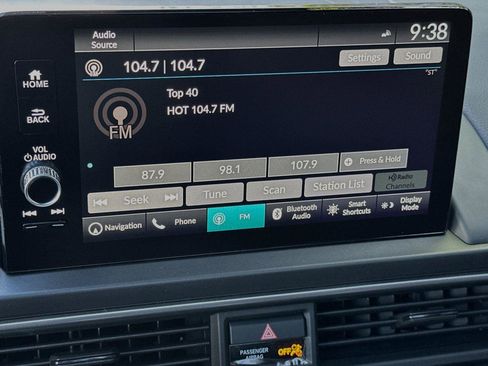 Audio
Source
9:38
104.7 | 104.7
Settings
Sound
"ST"
HOME
Top 40
HOT 104.7 FM
FM
BACK
VOL
AUDIO
87.9
98.1
107.9
Press & Hold
Seek
Tune
Scan
Station List
HD Radio
Channels
Navigation
Phone
FM
Bluetooth
Audio
Smart
Shortcuts
Display
Mode
PASSENGER
AIRBAG
OFF